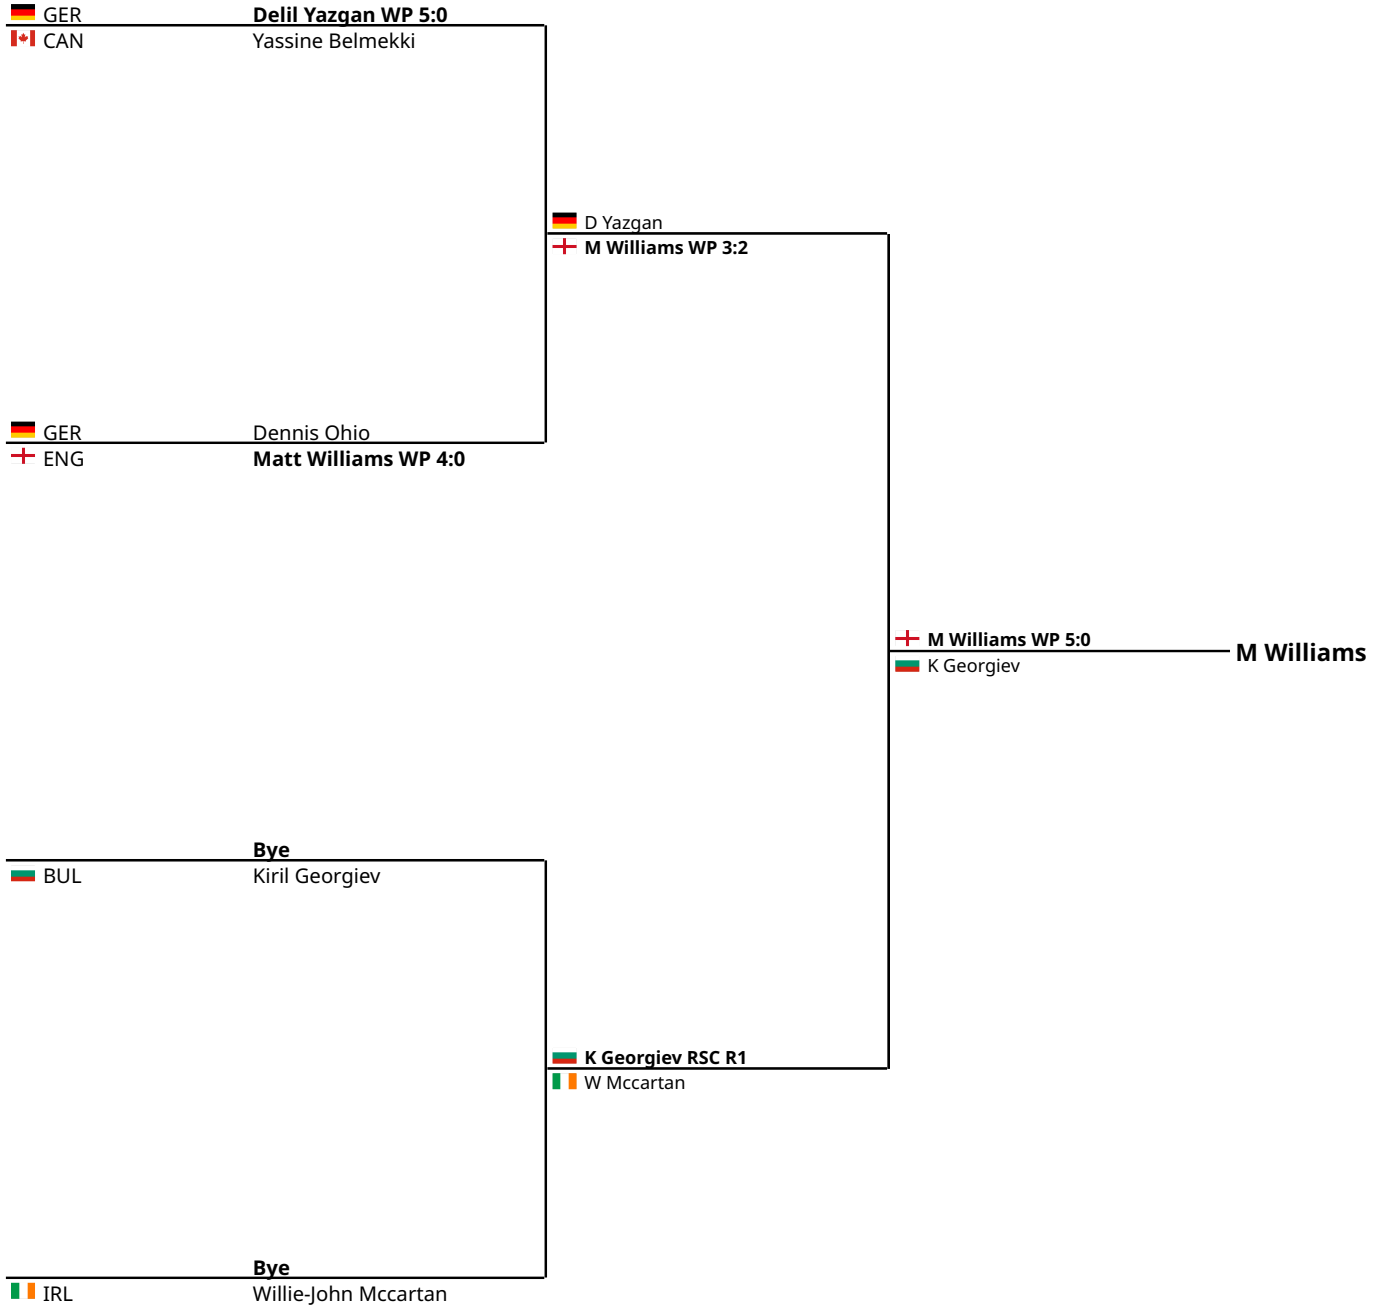 GER Delil Yazgan WP 5:0
CAN Yassine Belmekki
D Yazgan
M Williams WP 3:2
GER Dennis Ohio
ENG Matt Williams WP 4:0
M Williams WP 5:0
M Williams
K Georgiev
Bye
BUL Kiril Georgiev
K Georgiev RSC R1
W Mccartan
Bye
IRL Willie-John Mccartan